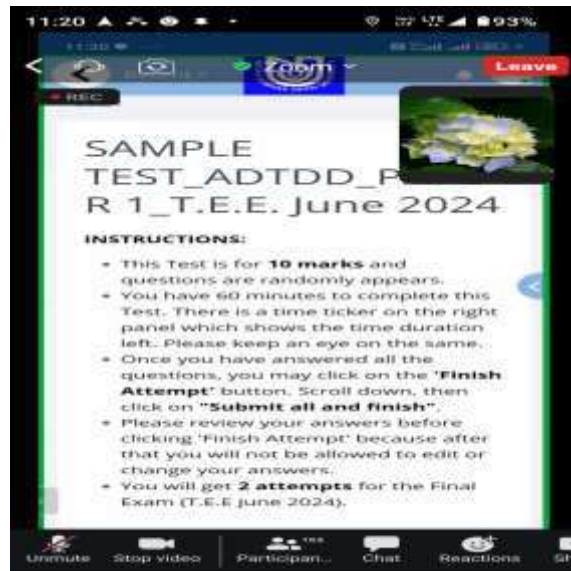 11:20
LTE 93%
11:20
Zoom
Leave
REC
SAMPLE
TEST_ADTDD_P
R 1_T.E.E. June 2024
INSTRUCTIONS:
• This Test is for 10 marks and
questions are randomly appears.
• You have 60 minutes to complete this
Test. There is a time ticker on the right
panel which shows the time duration
left. Please keep an eye on the same.
• Once you have answered all the
questions, you may click on the 'Finish
Attempt' button. Scroll down, then
click on "Submit all and finish".
• Please review your answers before
clicking 'Finish Attempt' because after
that you will not be allowed to edit or
change your answers.
• You will get 2 attempts for the Final
Exam (T.E.E June 2024).
Unmute Stop video Participan... Chat Reactions Sh